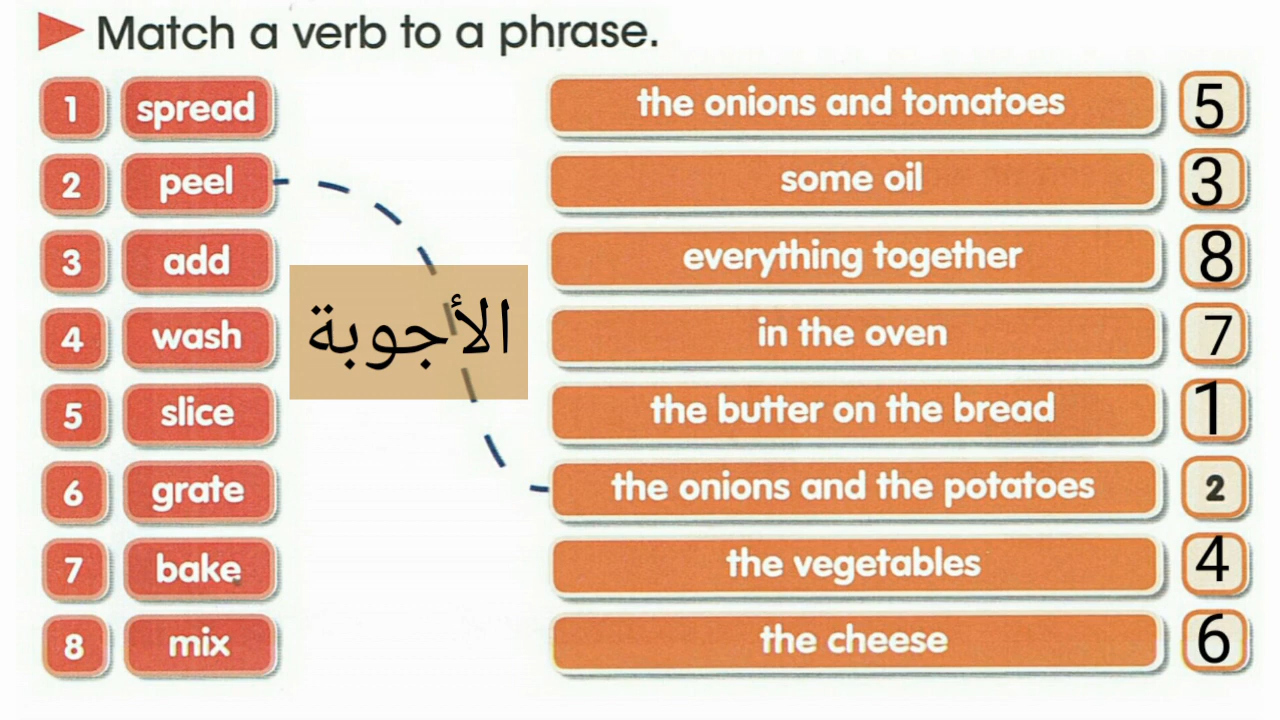 Match a verb to a phrase.
1 spread the onions and tomatoes 5
2 peel some oil 3
3 add everything together 8
4 wash in the oven 7
5 slice the butter on the bread 1
6 grate the onions and the potatoes 2
7 bake the vegetables 4
8 mix the cheese 6
الأجوبة